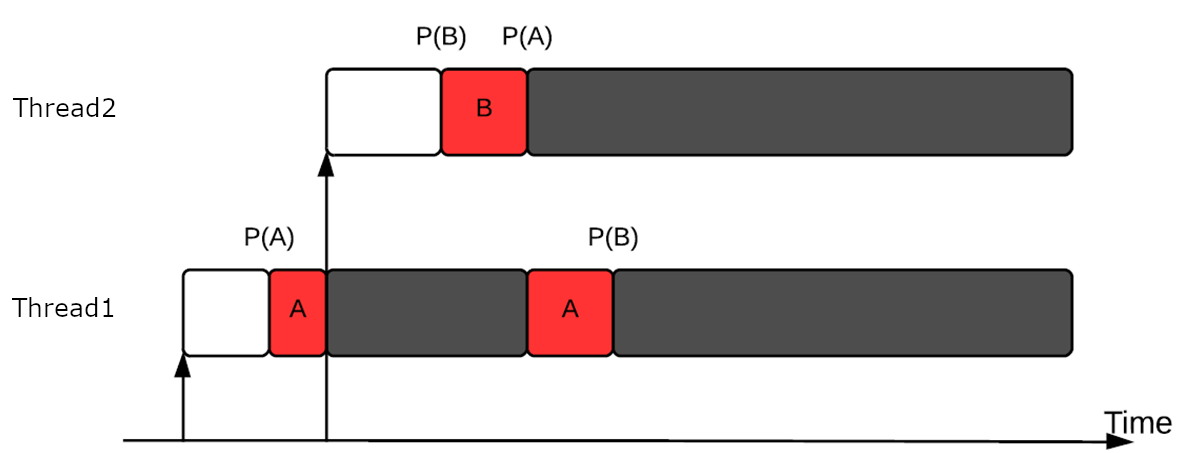 P(B) P(A)
Thread2
B
P(A) P(B)
Thread1
A A
Time